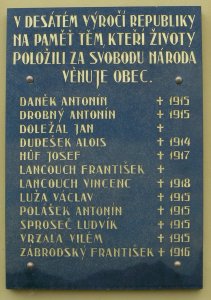 V DESÁTÉM VÝROČÍ REPUBLIKY
NA PAMĚŤ TĚM, KTEŘÍ ŽIVOTY
POLOŽILI ZA SVOBODU NÁRODA
VĚNUJE OBEC.
DANĚK ANTONÍN + 1915
DROBNÝ ANTONÍN + 1915
DOLEŽAL JAN +
DUDEŠEK ALOIS + 1914
HÜF JOSEF + 1917
LANCOUCH FRANTIŠEK +
LANCOUCH VINCENC + 1918
LUŽA VÁCLAV + 1915
POLÁŠEK ANTONÍN + 1915
SPROSEČ LUDVÍK + 1915
VRZALA VILÉM + 1915
ZÁBRODSKÝ FRANTIŠEK + 1916